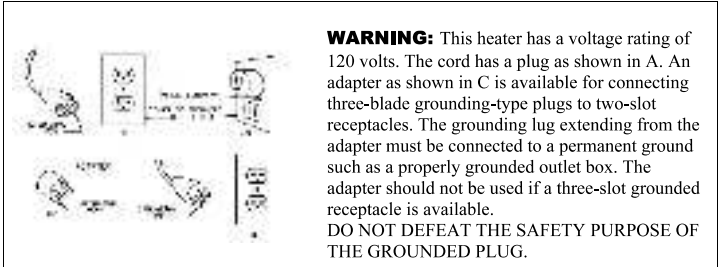 WARNING: This heater has a voltage rating of
120 volts. The cord has a plug as shown in A. An
adapter as shown in C is available for connecting
three-blade grounding-type plugs to two-slot
receptacles. The grounding lug extending from the
adapter must be connected to a permanent ground
such as a properly grounded outlet box. The
adapter should not be used if a three-slot grounded
receptacle is available.
DO NOT DEFEAT THE SAFETY PURPOSE OF
THE GROUNDED PLUG.